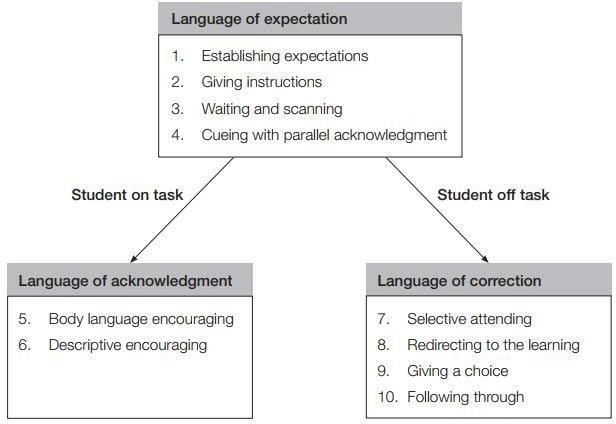 Language of expectation
1. Establishing expectations
2. Giving instructions
3. Waiting and scanning
4. Cueing with parallel acknowledgment
Student on task
Student off task
Language of acknowledgment
5. Body language encouraging
6. Descriptive encouraging
Language of correction
7. Selective attending
8. Redirecting to the learning
9. Giving a choice
10. Following through